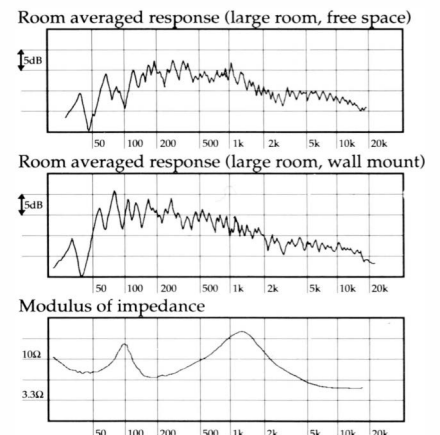 Room averaged response (large room, free space)
5dB
50 100 200 500 1k 2k 5k 10k 20k
Room averaged response (large room, wall mount)
5dB
50 100 200 500 1k 2k 5k 10k 20k
Modulus of impedance
10Ω
3.3Ω
50 100 200 500 1k 2k 5k 10k 20k